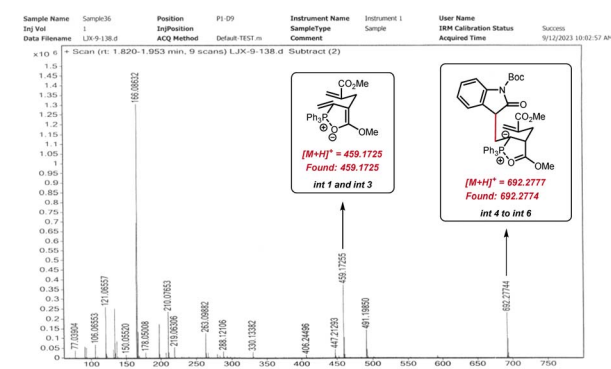 Sample Name Sample36 Position P1-D9 Instrument Name Instrument 1 User Name
Inj Vol 1 InjPosition SampleType Sample IRM Calibration Status Success
Data Filename LJX-9-138.d ACQ Method Default-TEST.m Comment Acquired Time 9/12/2023 10:02:57 AM
x10 6 + Scan (rt: 1.820-1.953 min, 9 scans) LJX-9-138.d Subtract (2)
1.5
1.45
1.4
1.35
1.3
1.25
1.2
1.15
1.1
1.05
1
0.95
0.9
0.85
0.8
0.75
0.7
0.65
0.6
0.55
0.5
0.45
0.4
0.35
0.3
0.25
0.2
0.15
0.1
0.05
0
77.03904
106.06553
121.06557
150.05520
166.08632
178.05008
210.07653
219.06306
263.09882
288.12106
330.13382
406.24496
447.21293
459.17255
491.19850
692.27744
CO2Me
Ph3P
O
OMe
[M+H]+ = 459.1725
Found: 459.1725
int 1 and int 3
Boc
N
O
CO2Me
Ph3P
O
OMe
[M+H]+ = 692.2777
Found: 692.2774
int 4 to int 6
100 150 200 250 300 350 400 450 500 550 600 650 700 750